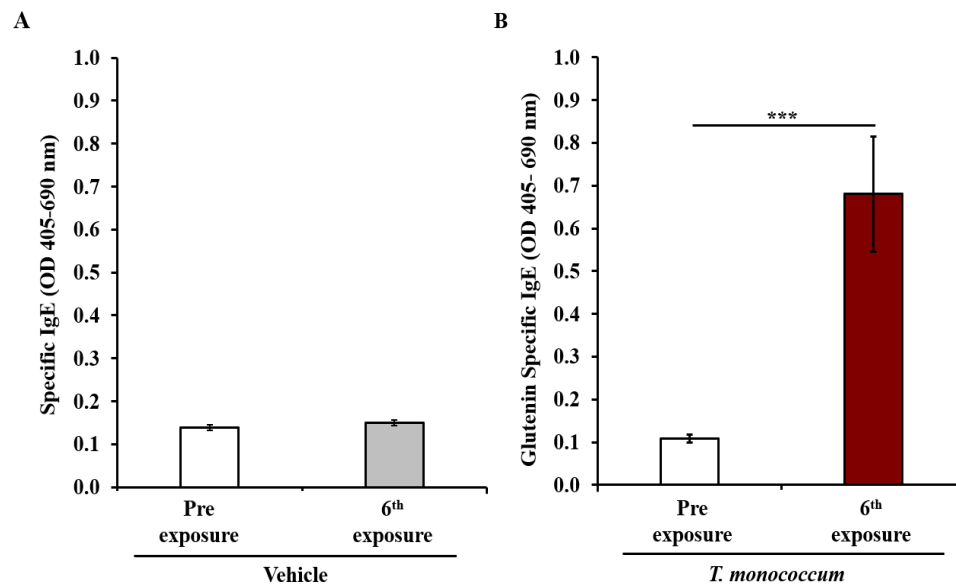 A
Specific IgE (OD 405-690 nm)
1.0
0.9
0.8
0.7
0.6
0.5
0.4
0.3
0.2
0.1
0.0
Pre
exposure
6th
exposure
Vehicle
B
Glutenin Specific IgE (OD 405- 690 nm)
1.0
0.9
0.8
0.7
0.6
0.5
0.4
0.3
0.2
0.1
0.0
***
Pre
exposure
6th
exposure
T. monococcum